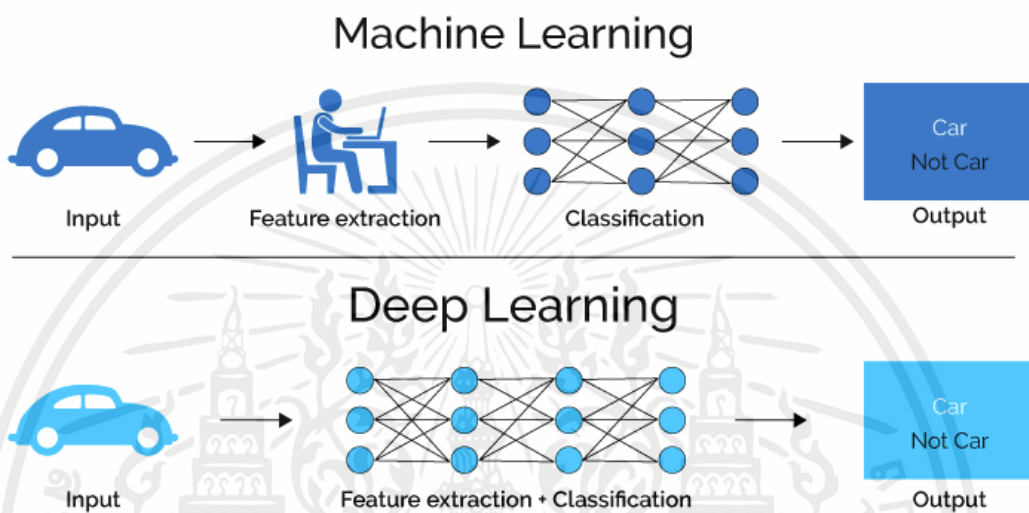 Machine Learning
Car
Not Car
Input
Feature extraction
Classification
Output
Deep Learning
Car
Not Car
Input
Feature extraction + Classification
Output